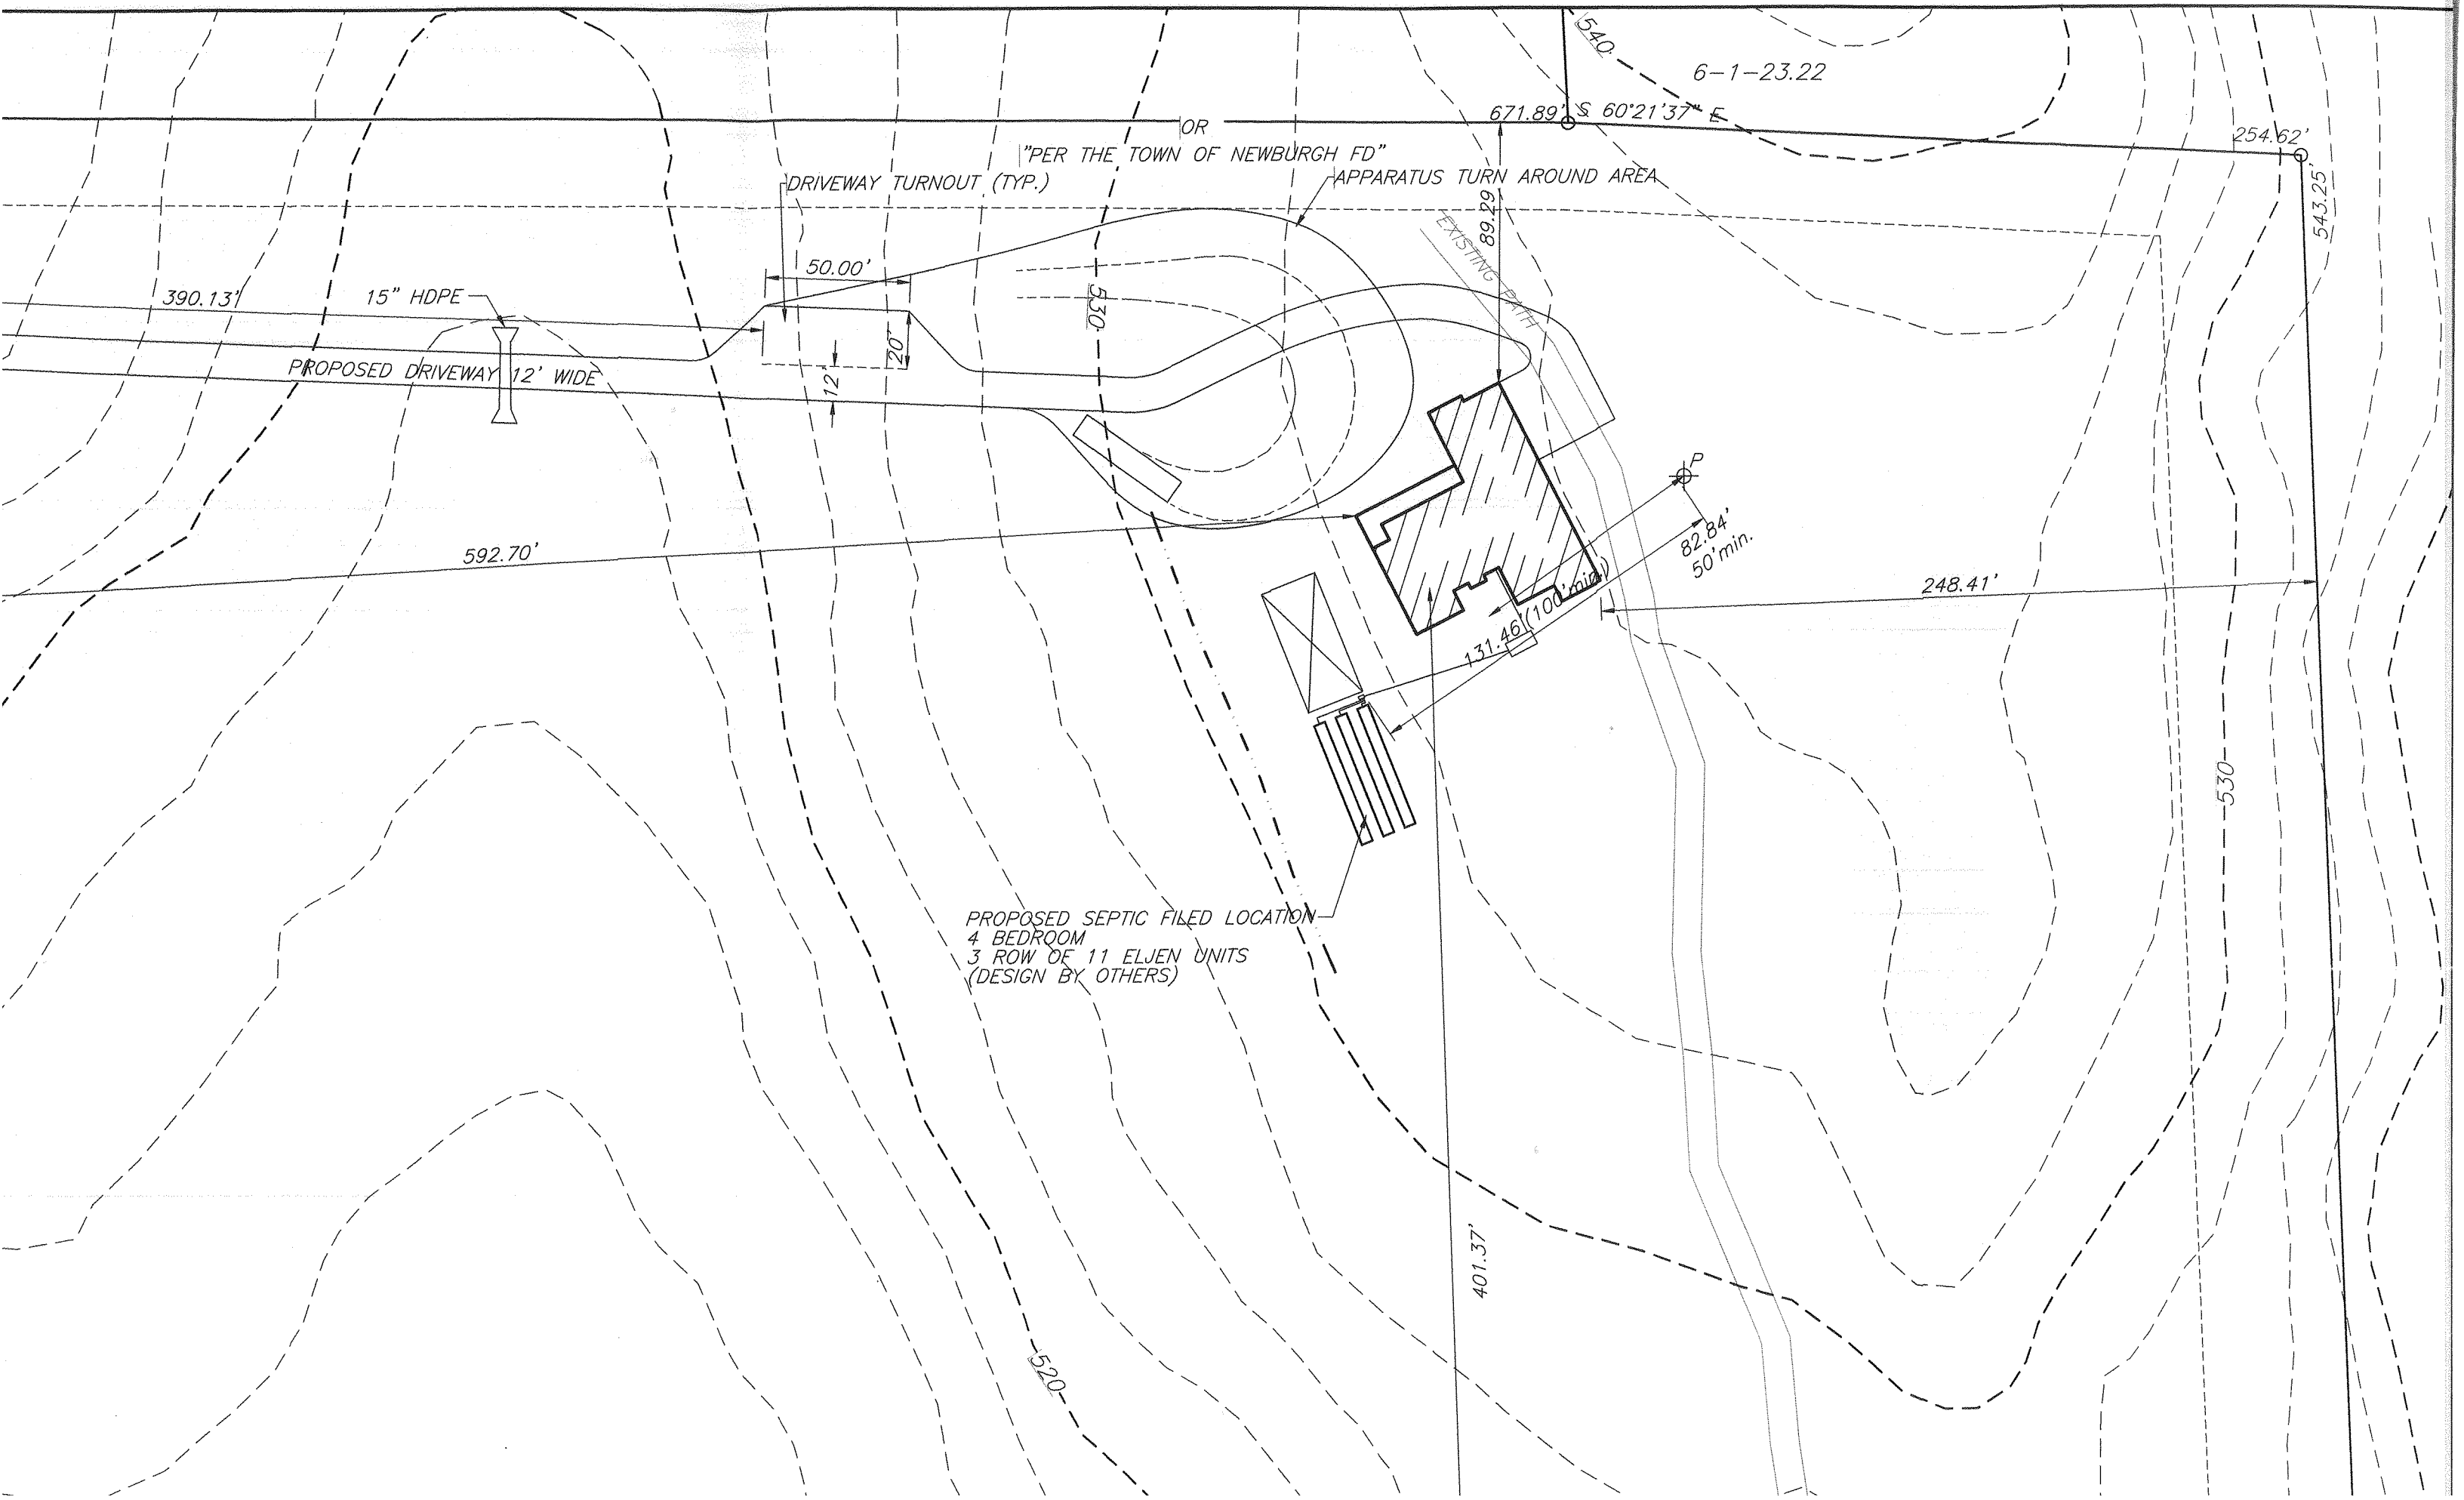 540
6-1-23.22
671.89' S 60°21'37" E
OR
254.62'
"PER THE TOWN OF NEWBURGH FD"
DRIVEWAY TURNOUT (TYP.)
APPARATUS TURN AROUND AREA
543.25'
89.29
EXISTING PATH
50.00'
390.13'
15" HDPE
530
20'
PROPOSED DRIVEWAY 12' WIDE
12'
P
82.84'
50'min.
592.70'
248.41'
131.46 (100'min.)
530
PROPOSED SEPTIC FILED LOCATION
4 BEDROOM
3 ROW OF 11 ELJEN UNITS
(DESIGN BY OTHERS)
401.37'
520